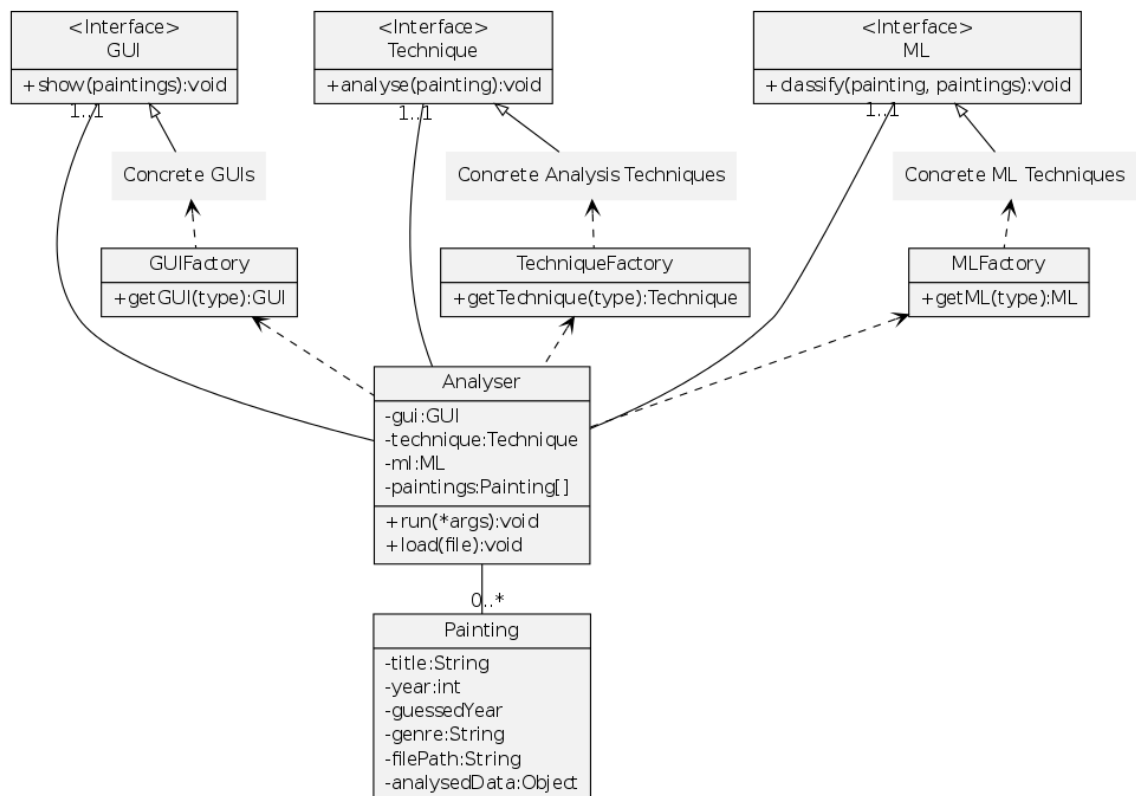 <Interface>
GUI
+show(paintings):void
<Interface>
Technique
+analyse(painting):void
<Interface>
ML
+classify(painting, paintings):void
1..1
1..1
1..1
Concrete GUIs
Concrete Analysis Techniques
Concrete ML Techniques
GUIFactory
+getGUI(type):GUI
TechniqueFactory
+getTechnique(type):Technique
MLFactory
+getML(type):ML
Analyser
-gui:GUI
-technique:Technique
-ml:ML
-paintings:Painting[]
+run(*args):void
+load(file):void
0..*
Painting
-title:String
-year:int
-guessedYear
-genre:String
-filePath:String
-analysedData:Object